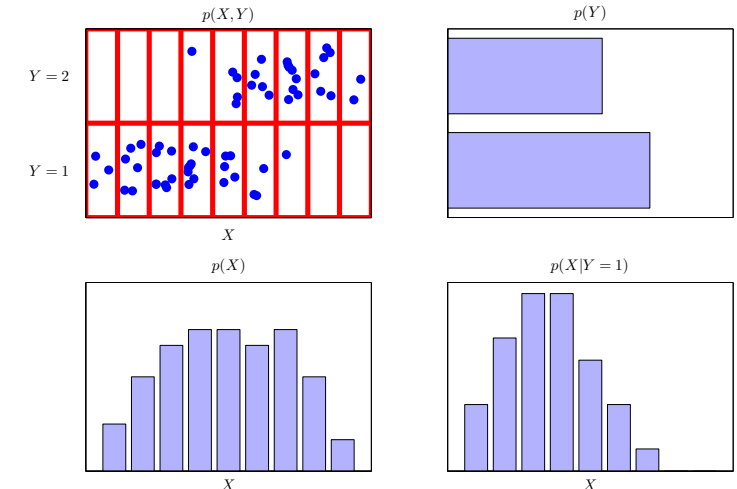 p(X, Y)
p(Y)
Y = 2
Y = 1
X
p(X)
p(X|Y = 1)
X
X